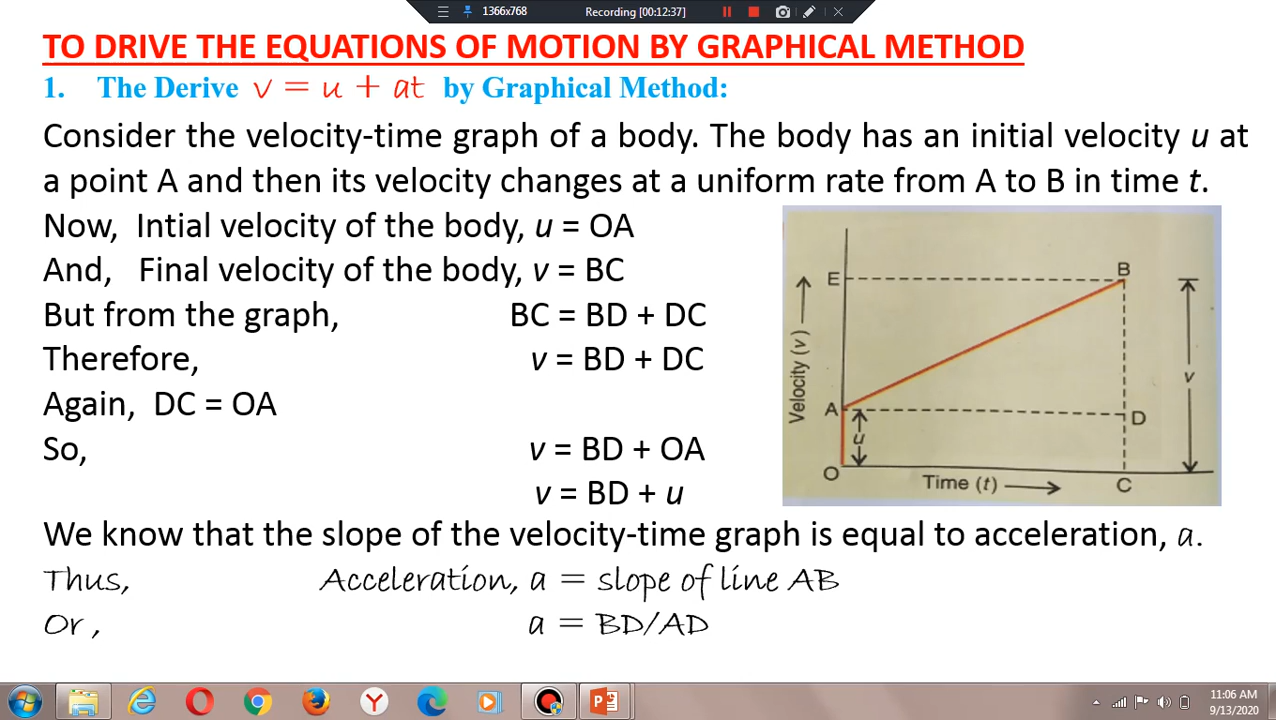 1366x768 Recording [00:12:37]
TO DRIVE THE EQUATIONS OF MOTION BY GRAPHICAL METHOD
1. The Derive v = u + at by Graphical Method:
Consider the velocity-time graph of a body. The body has an initial velocity u at
a point A and then its velocity changes at a uniform rate from A to B in time t.
Now, Intial velocity of the body, u = OA
And, Final velocity of the body, v = BC
But from the graph, BC = BD + DC
Therefore, v = BD + DC
Again, DC = OA
So, v = BD + OA
v = BD + u
E
B
Velocity (v)
v
A
D
u
O
Time (t)
C
We know that the slope of the velocity-time graph is equal to acceleration, a.
Thus, Acceleration, a = slope of line AB
Or , a = BD/AD
11:06 AM
9/13/2020